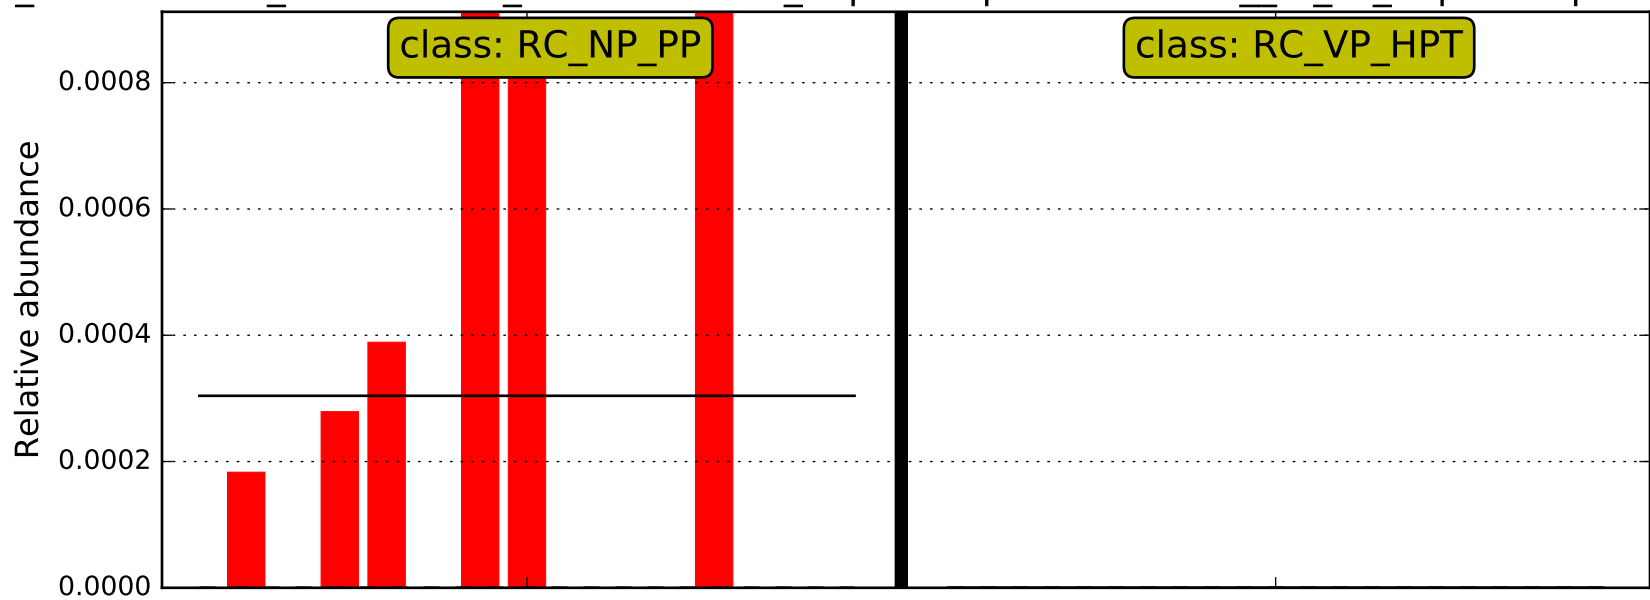 class: RC_NP_PP
class: RC_VP_HPT
0.0008
0.0006
0.0004
0.0002
0.0000
Relative abundance